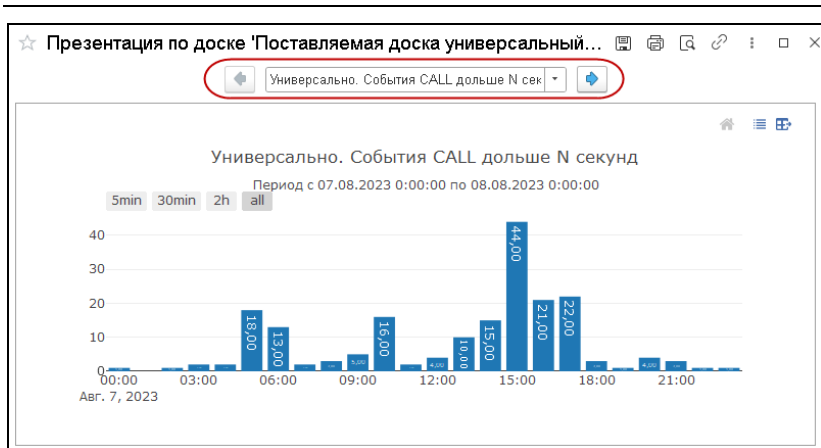 Презентация по доске 'Поставляемая доска универсальный...
Универсально. События CALL дольше N сек
Универсально. События CALL дольше N секунд
Период с 07.08.2023 0:00:00 по 08.08.2023 0:00:00
5min 30min 2h all
40
30
20
10
0
18,00 13,00 5,00 16,00 4,00 10,00 15,00 44,00 21,00 22,00 4,00
00:00 03:00 06:00 09:00 12:00 15:00 18:00 21:00
Авг. 7, 2023